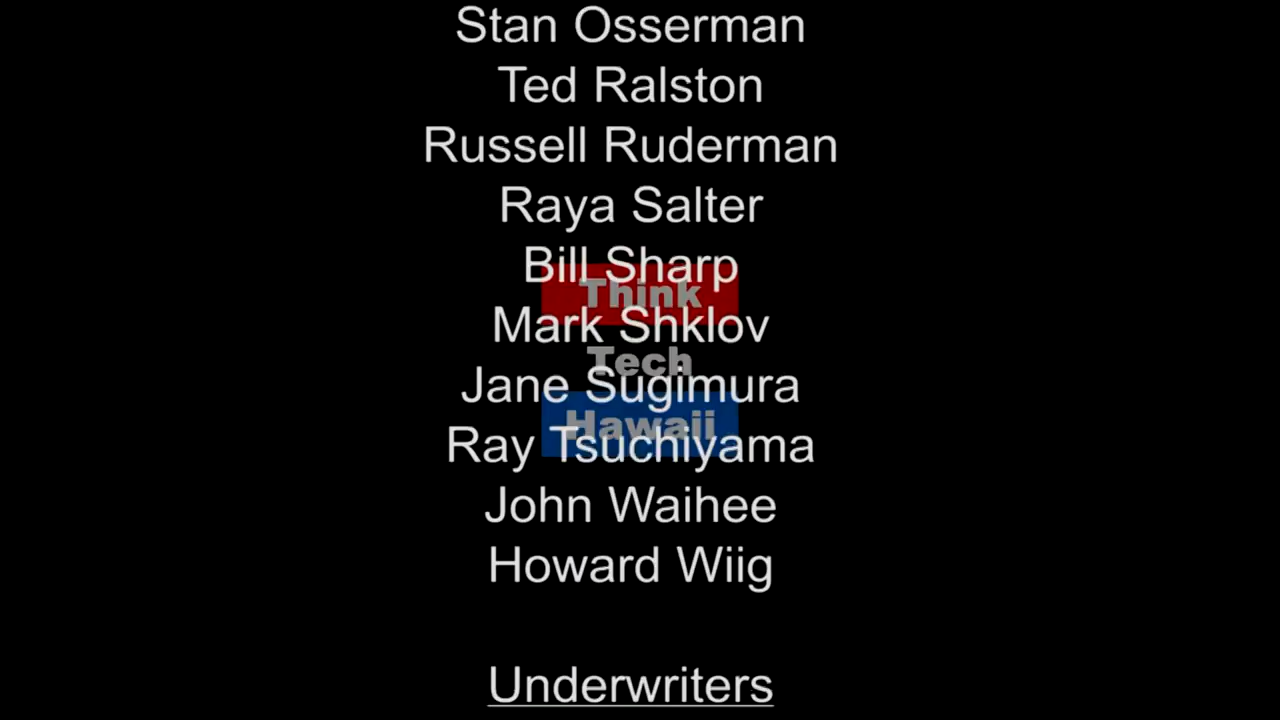 Stan Osserman
Ted Ralston
Russell Ruderman
Raya Salter
Bill Sharp
Think
Mark Shklov
Tech
Jane Sugimura
Hawaii
Ray Tsuchiyama
John Waihee
Howard Wiig
Underwriters